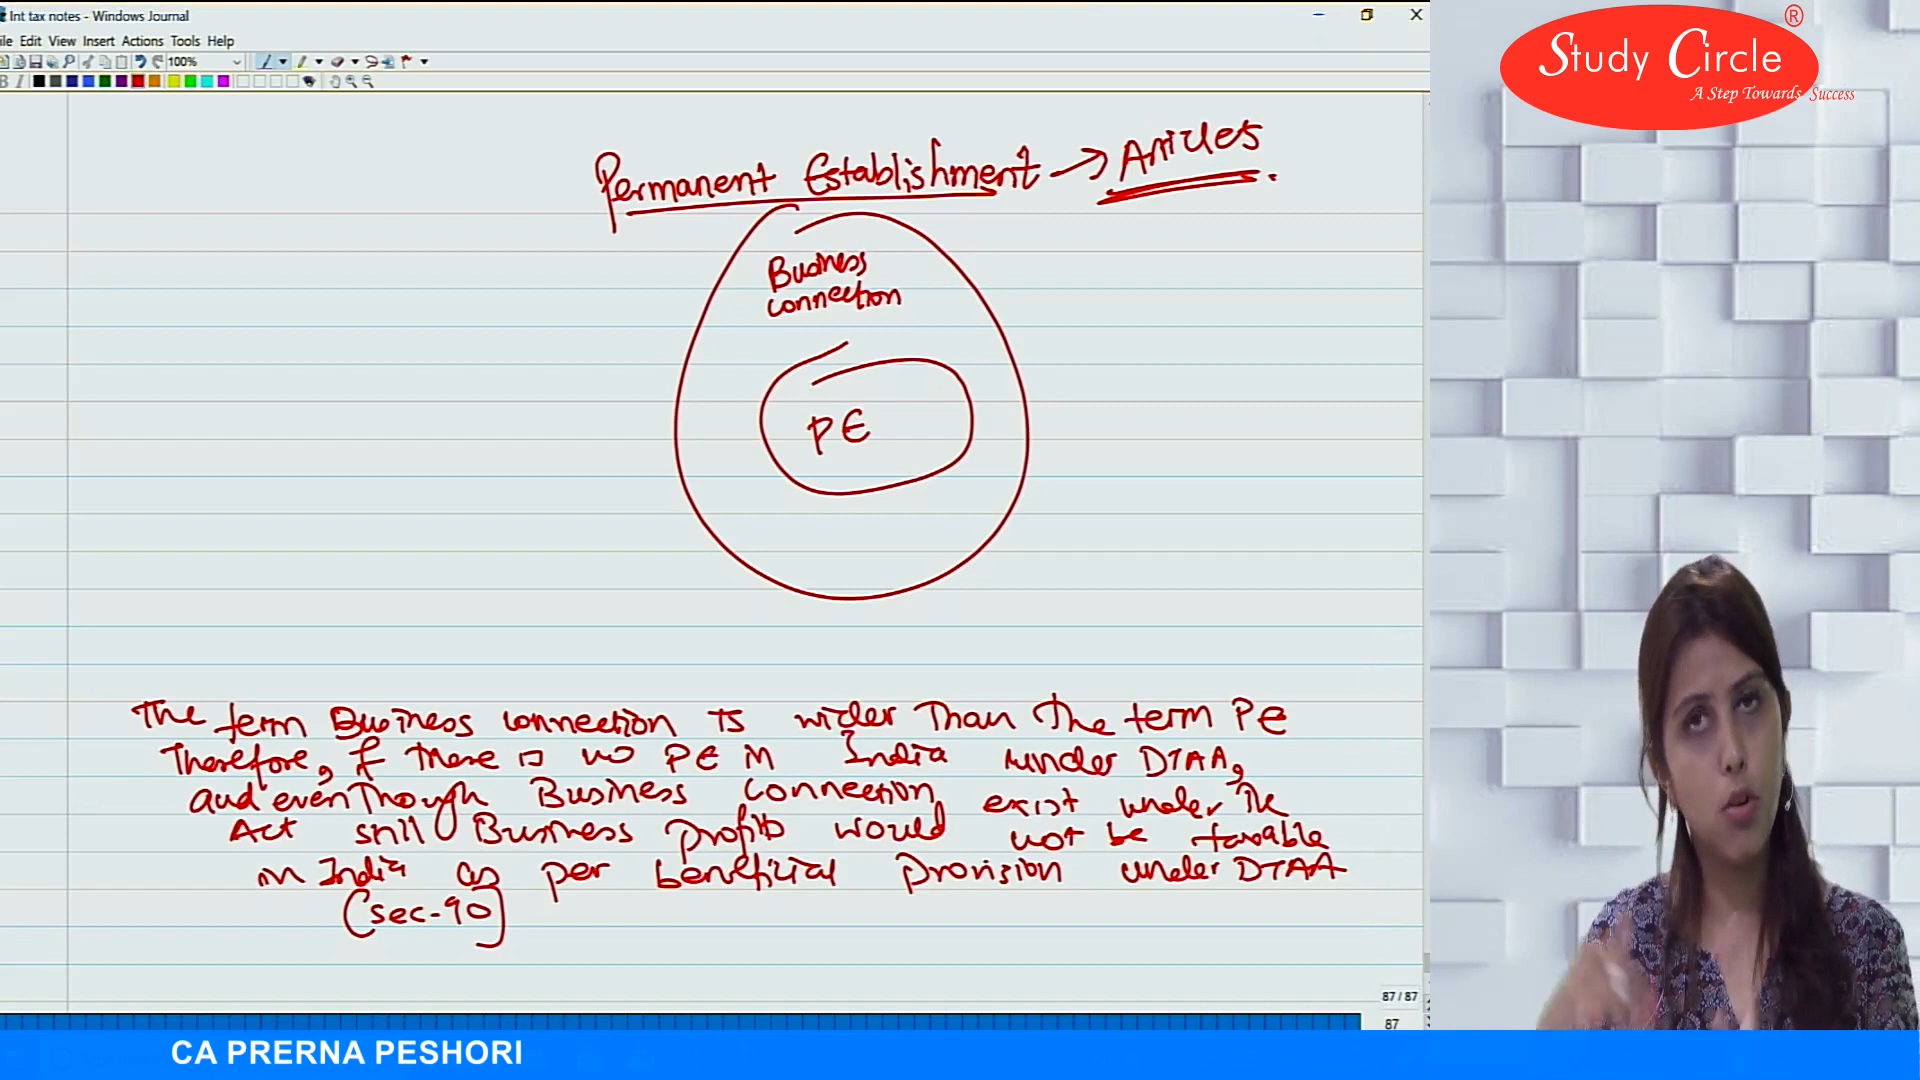 Int tax notes - Windows Journal
ile Edit View Insert Actions Tools Help
100%
B I
Study Circle ®
A Step Towards Success
Permanent Establishment → Articles.
Business
connection
PE
The term Business connection is wider Than The term PE
Therefore, if there is no PE in India under DTAA,
and even Though Business connection exist under The
Act still Business profits would not be taxable
in India as per beneficial provision under DTAA
(sec-90]
87 / 87
87
CA PRERNA PESHORI